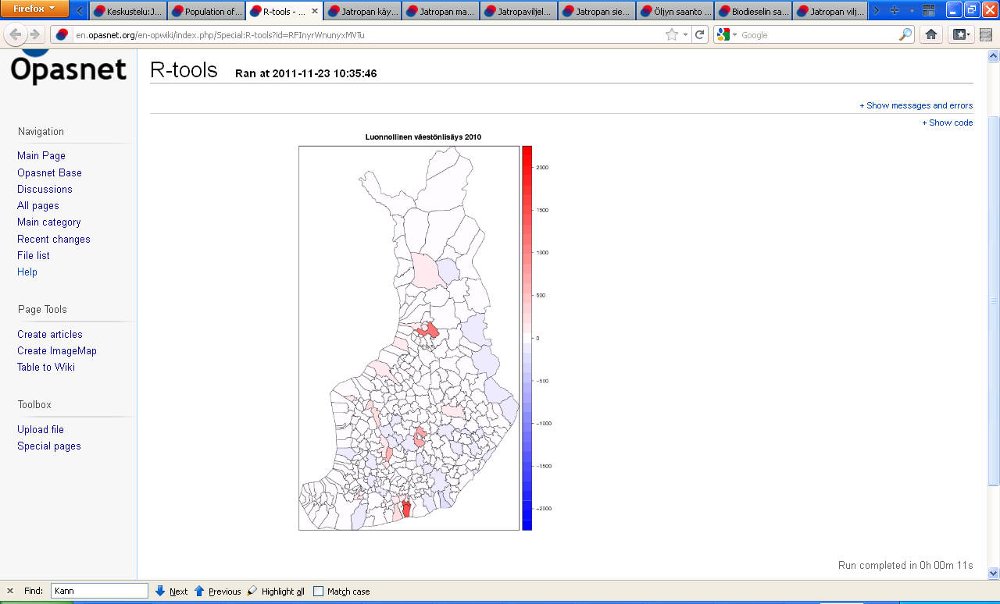 Firefox
Keskustelu:J...
Population of...
R-tools - ...
Jatropan käy...
Jatropan ma...
Jatropaviljel...
Jatropan sie...
Öljyn saanto ...
Biodieselin sa...
Jatropan vilj...
en.opasnet.org/en-opwiki/index.php/Special:R-tools?id=RFInyrWnunyxMVTu
Google
Opasnet
R-tools Ran at 2011-11-23 10:35:46
+ Show messages and errors
+ Show code
Navigation
Main Page
Opasnet Base
Discussions
All pages
Main category
Recent changes
File list
Help
Page Tools
Create articles
Create ImageMap
Table to Wiki
Toolbox
Upload file
Special pages
Luonnollinen väestönlisäys 2010
2000
1500
1000
500
0
−500
−1000
−1500
−2000
Run completed in 0h 00m 11s
Find: Kann Next Previous Highlight all Match case